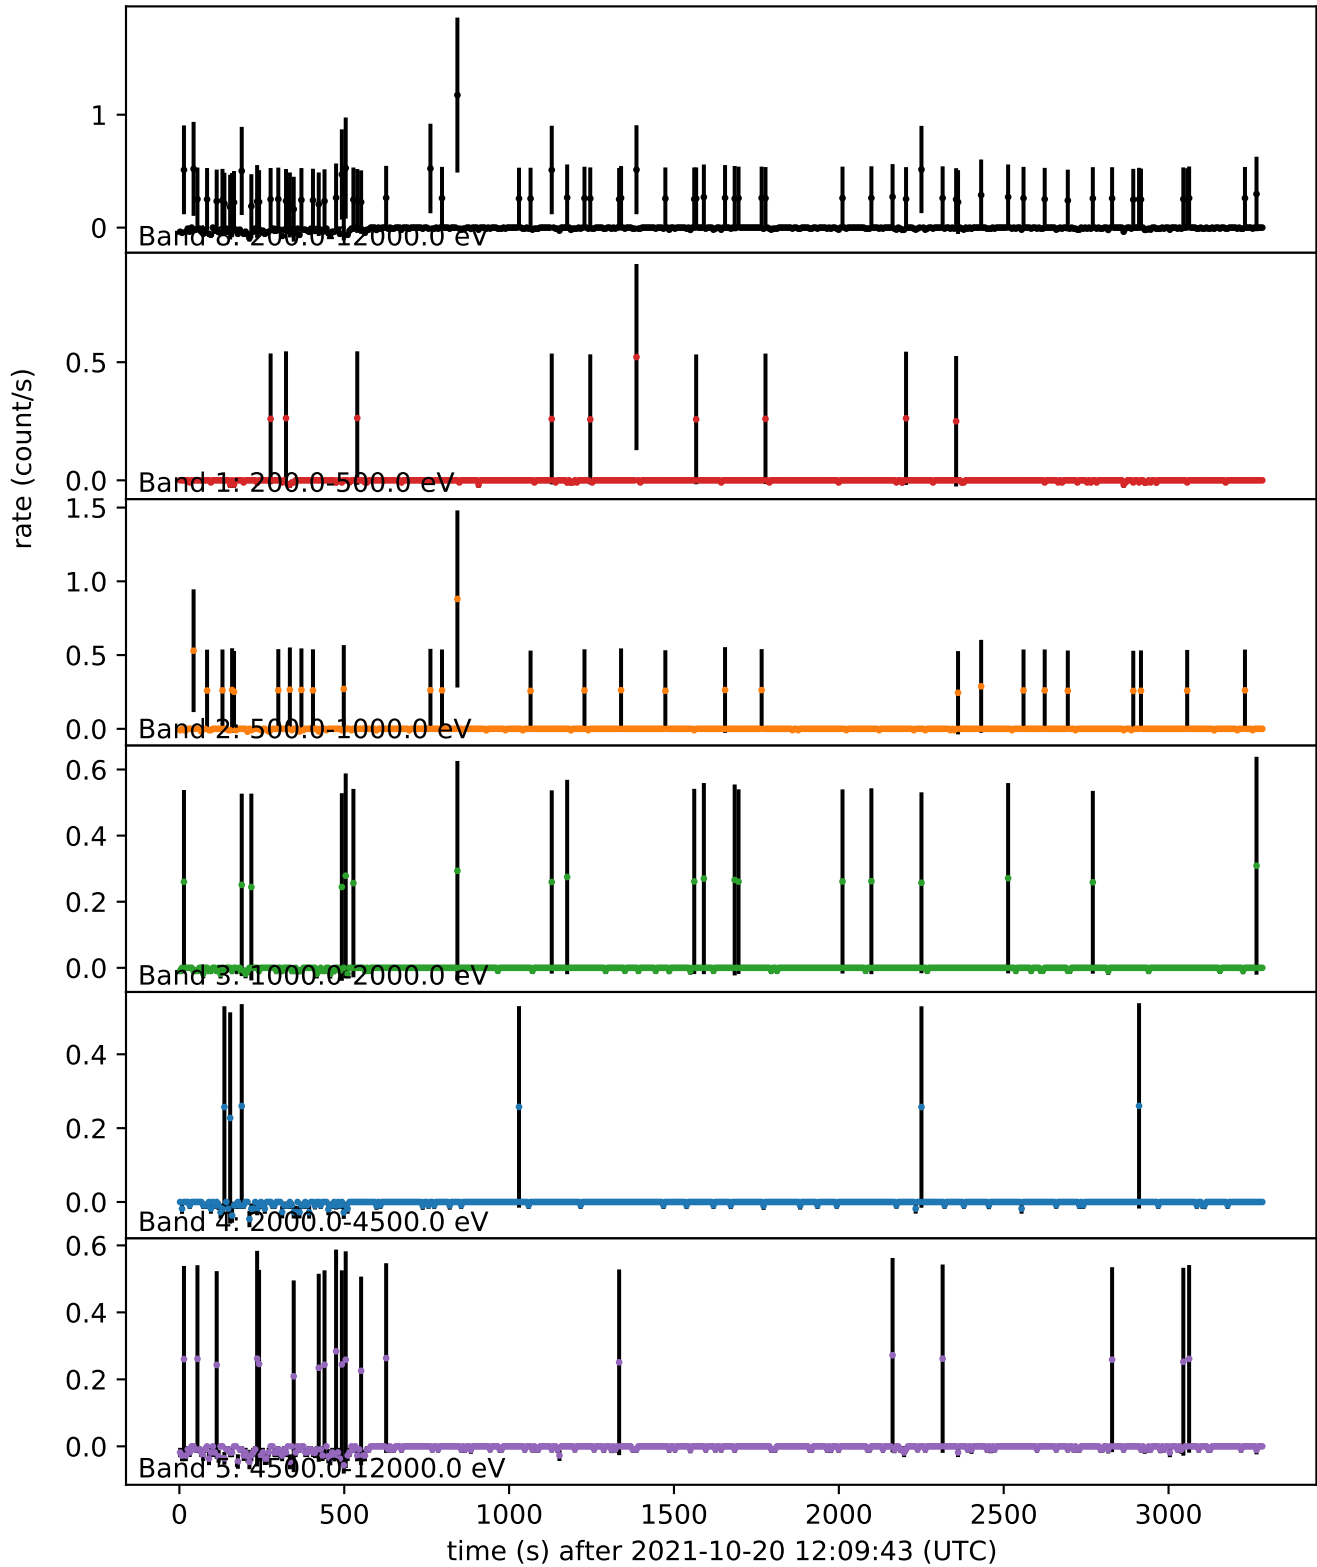 1
0
Band 8: 200.0-12000.0 eV
0.5
0.0
Band 1: 200.0-500.0 eV
rate (count/s)
1.5
1.0
0.5
0.0
Band 2: 500.0-1000.0 eV
0.6
0.4
0.2
0.0
Band 3: 1000.0-2000.0 eV
0.4
0.2
0.0
Band 4: 2000.0-4500.0 eV
0.6
0.4
0.2
0.0
Band 5: 4500.0-12000.0 eV
0 500 1000 1500 2000 2500 3000
time (s) after 2021-10-20 12:09:43 (UTC)